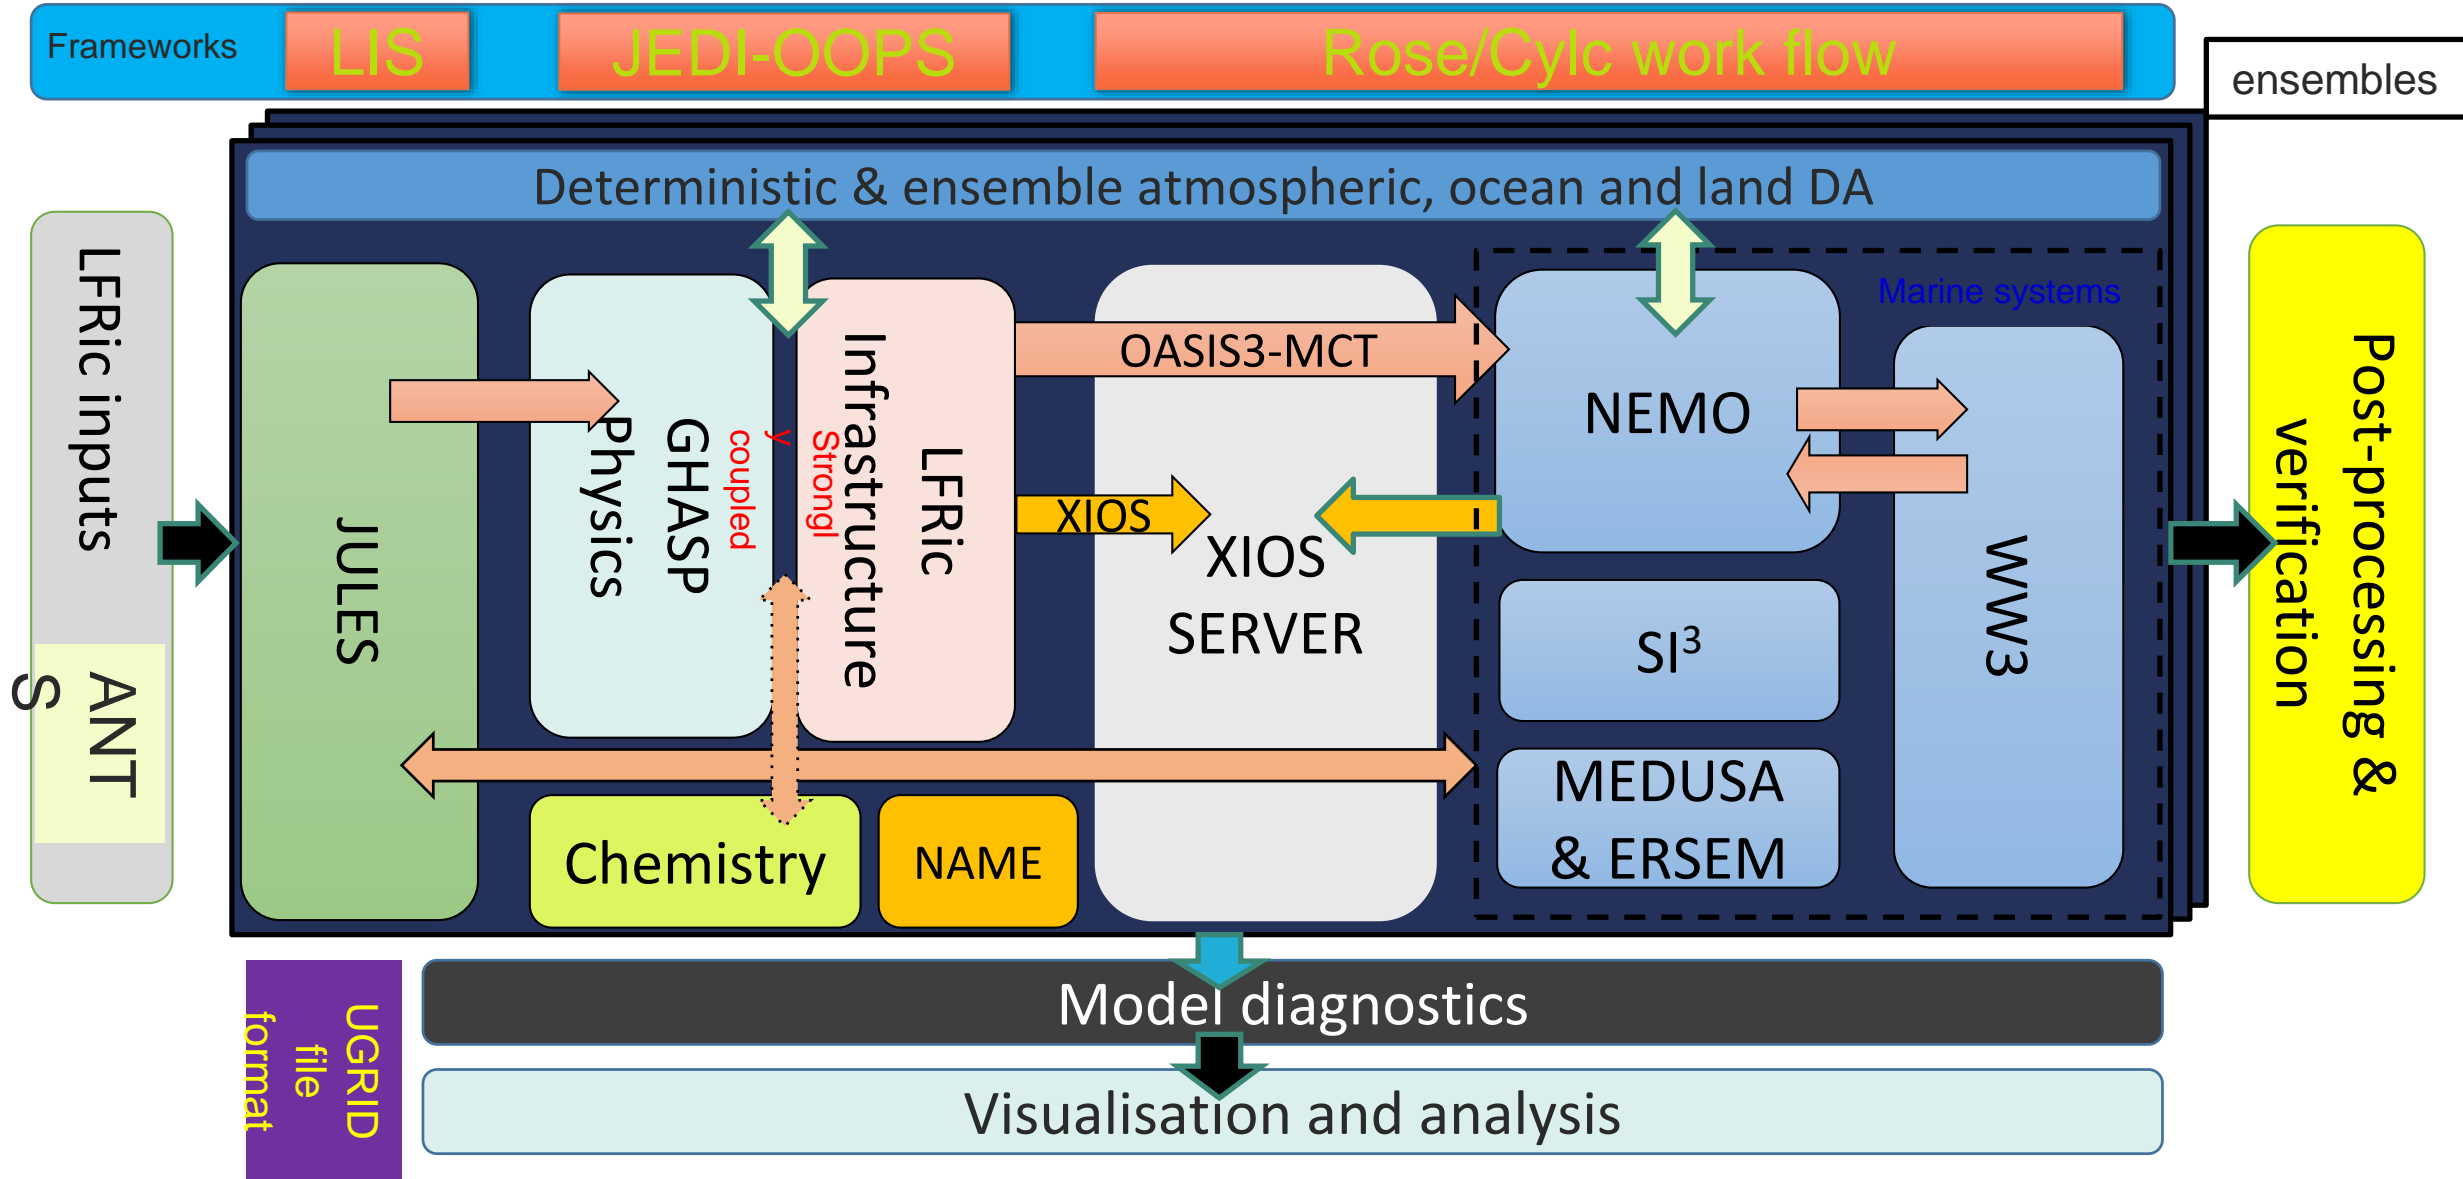 Frameworks
LIS
JEDI-OOPS
Rose/Cylc work flow
ensembles
Deterministic & ensemble atmospheric, ocean and land DA
LFRic inputs
ANT
S
JULES
GHASP
Physics
Strongl
y
coupled
LFRic
Infrastructure
OASIS3-MCT
XIOS
XIOS
SERVER
Marine systems
NEMO
SI³
MEDUSA
& ERSEM
WW3
Chemistry
NAME
Post-processing &
verification
UGRID
file
format
Model diagnostics
Visualisation and analysis